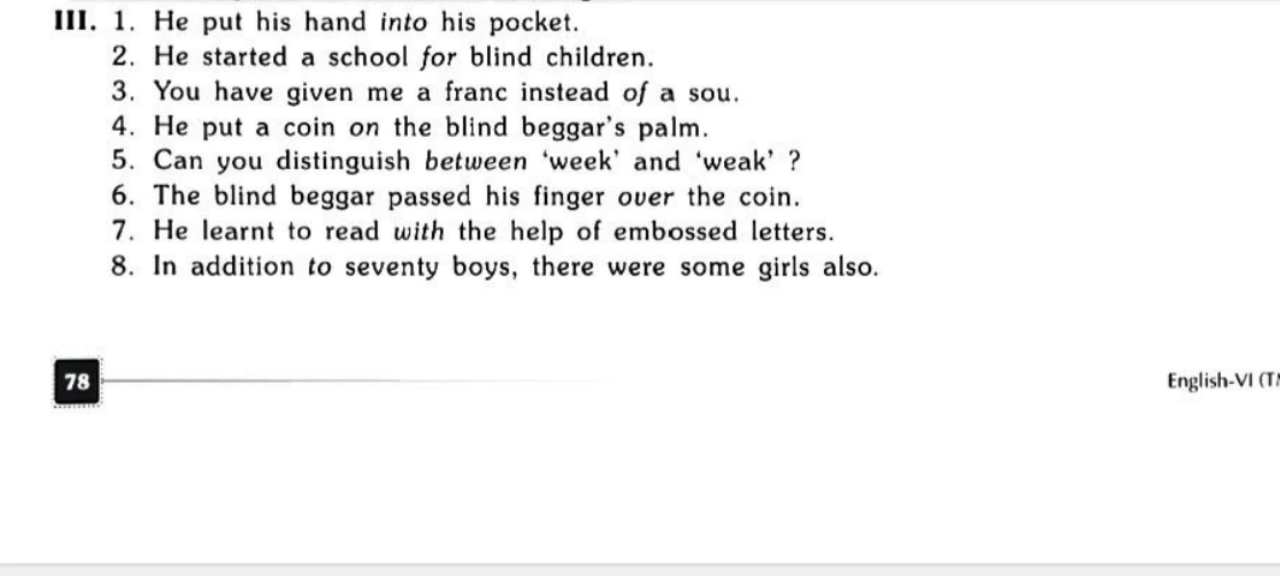 III. 1. He put his hand into his pocket.
2. He started a school for blind children.
3. You have given me a franc instead of a sou.
4. He put a coin on the blind beggar's palm.
5. Can you distinguish between ‘week’ and ‘weak’ ?
6. The blind beggar passed his finger over the coin.
7. He learnt to read with the help of embossed letters.
8. In addition to seventy boys, there were some girls also.
78
English-VI